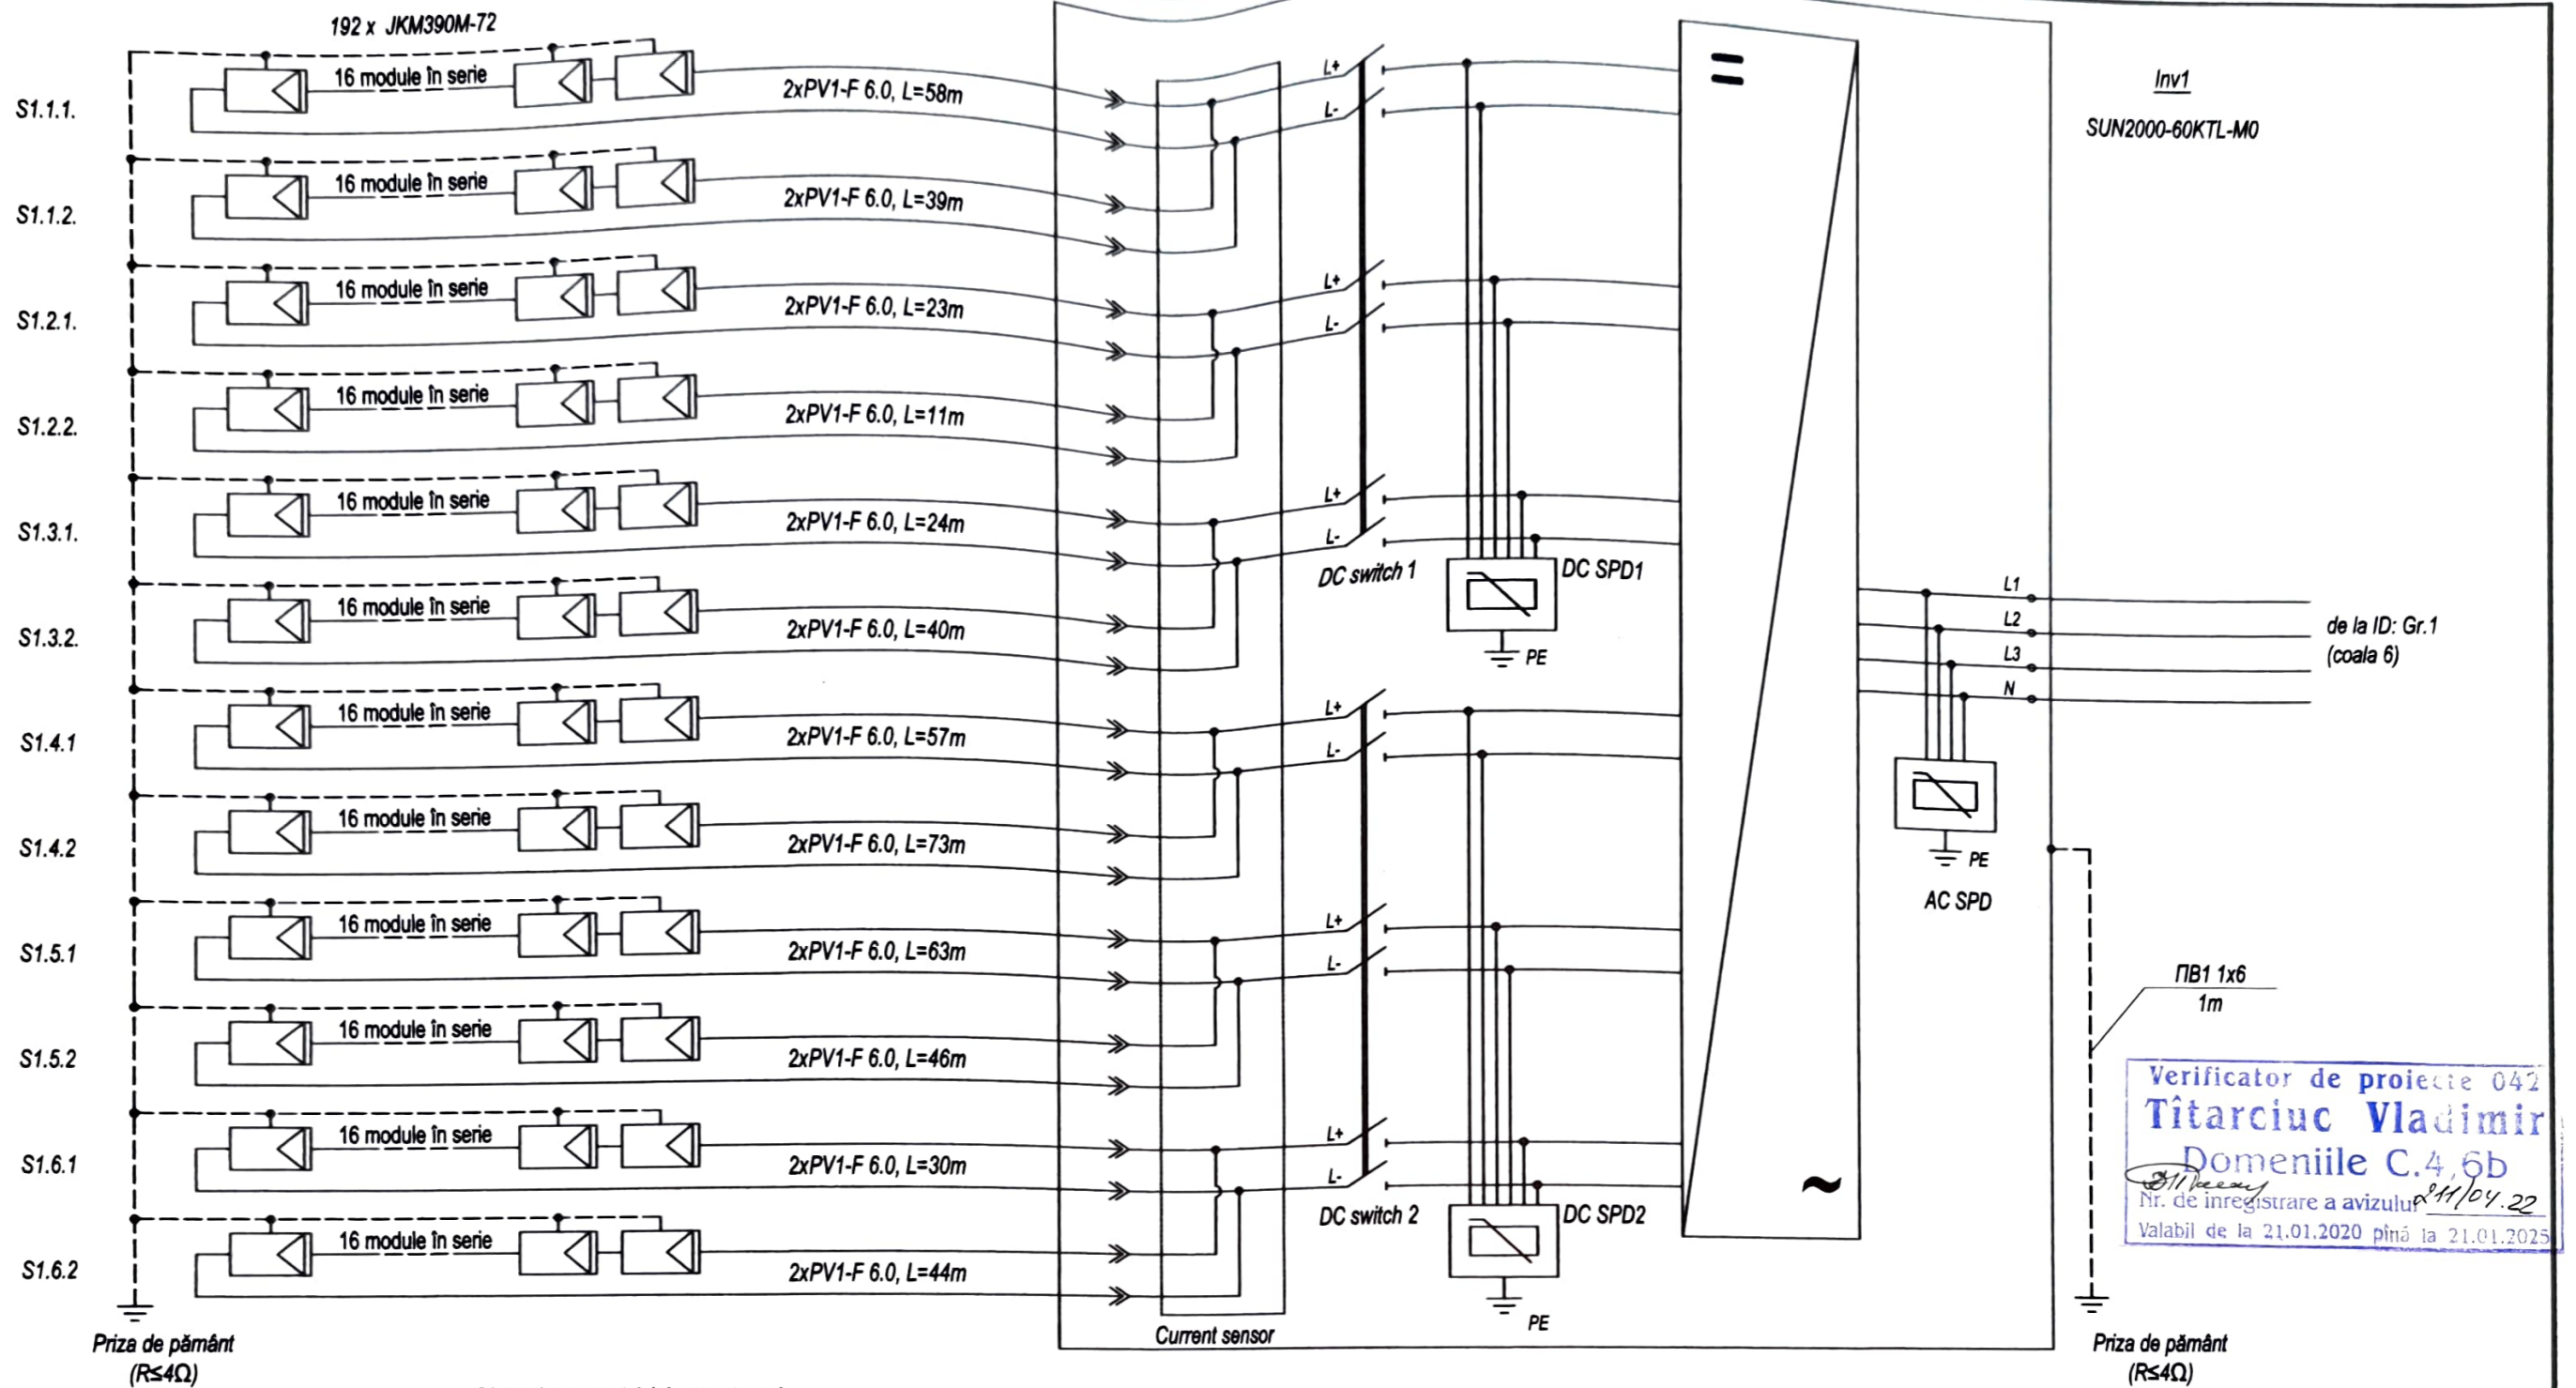 192 x JKM390M-72
S1.1.1.
16 module în serie
2xPV1-F 6.0, L=58m
S1.1.2.
16 module în serie
2xPV1-F 6.0, L=39m
S1.2.1.
16 module în serie
2xPV1-F 6.0, L=23m
S1.2.2.
16 module în serie
2xPV1-F 6.0, L=11m
S1.3.1.
16 module în serie
2xPV1-F 6.0, L=24m
S1.3.2.
16 module în serie
2xPV1-F 6.0, L=40m
S1.4.1
16 module în serie
2xPV1-F 6.0, L=57m
S1.4.2
16 module în serie
2xPV1-F 6.0, L=73m
S1.5.1
16 module în serie
2xPV1-F 6.0, L=63m
S1.5.2
16 module în serie
2xPV1-F 6.0, L=46m
S1.6.1
16 module în serie
2xPV1-F 6.0, L=30m
S1.6.2
16 module în serie
2xPV1-F 6.0, L=44m
Priza de pământ
(R≤4Ω)
Current sensor
L+
L-
L+
L-
L+
L-
DC switch 1
DC SPD1
PE
L+
L-
L+
L-
L+
L-
DC switch 2
DC SPD2
PE
=
~
Inv1
SUN2000-60KTL-M0
L1
L2
L3
N
de la ID: Gr.1
(coala 6)
PE
AC SPD
ПВ1 1x6
1m
Verificator de proiecte 042
Tîtarciuc Vladimir
Domeniile C.4, 6b
Nr. de înregistrare a avizului 211/04.22
Valabil de la 21.01.2020 pînă la 21.01.2025
Priza de pământ
(R≤4Ω)